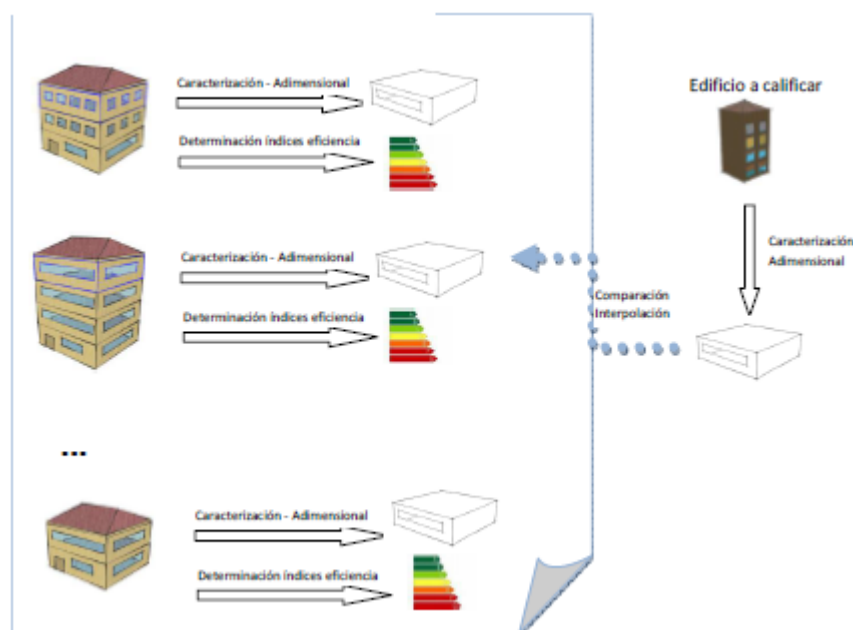 Caracterización - Adimensional
Determinación índices eficiencia
Caracterización - Adimensional
Determinación índices eficiencia
...
Caracterización - Adimensional
Determinación índices eficiencia
Comparación
Interpolación
Edificio a calificar
Caracterización
Adimensional